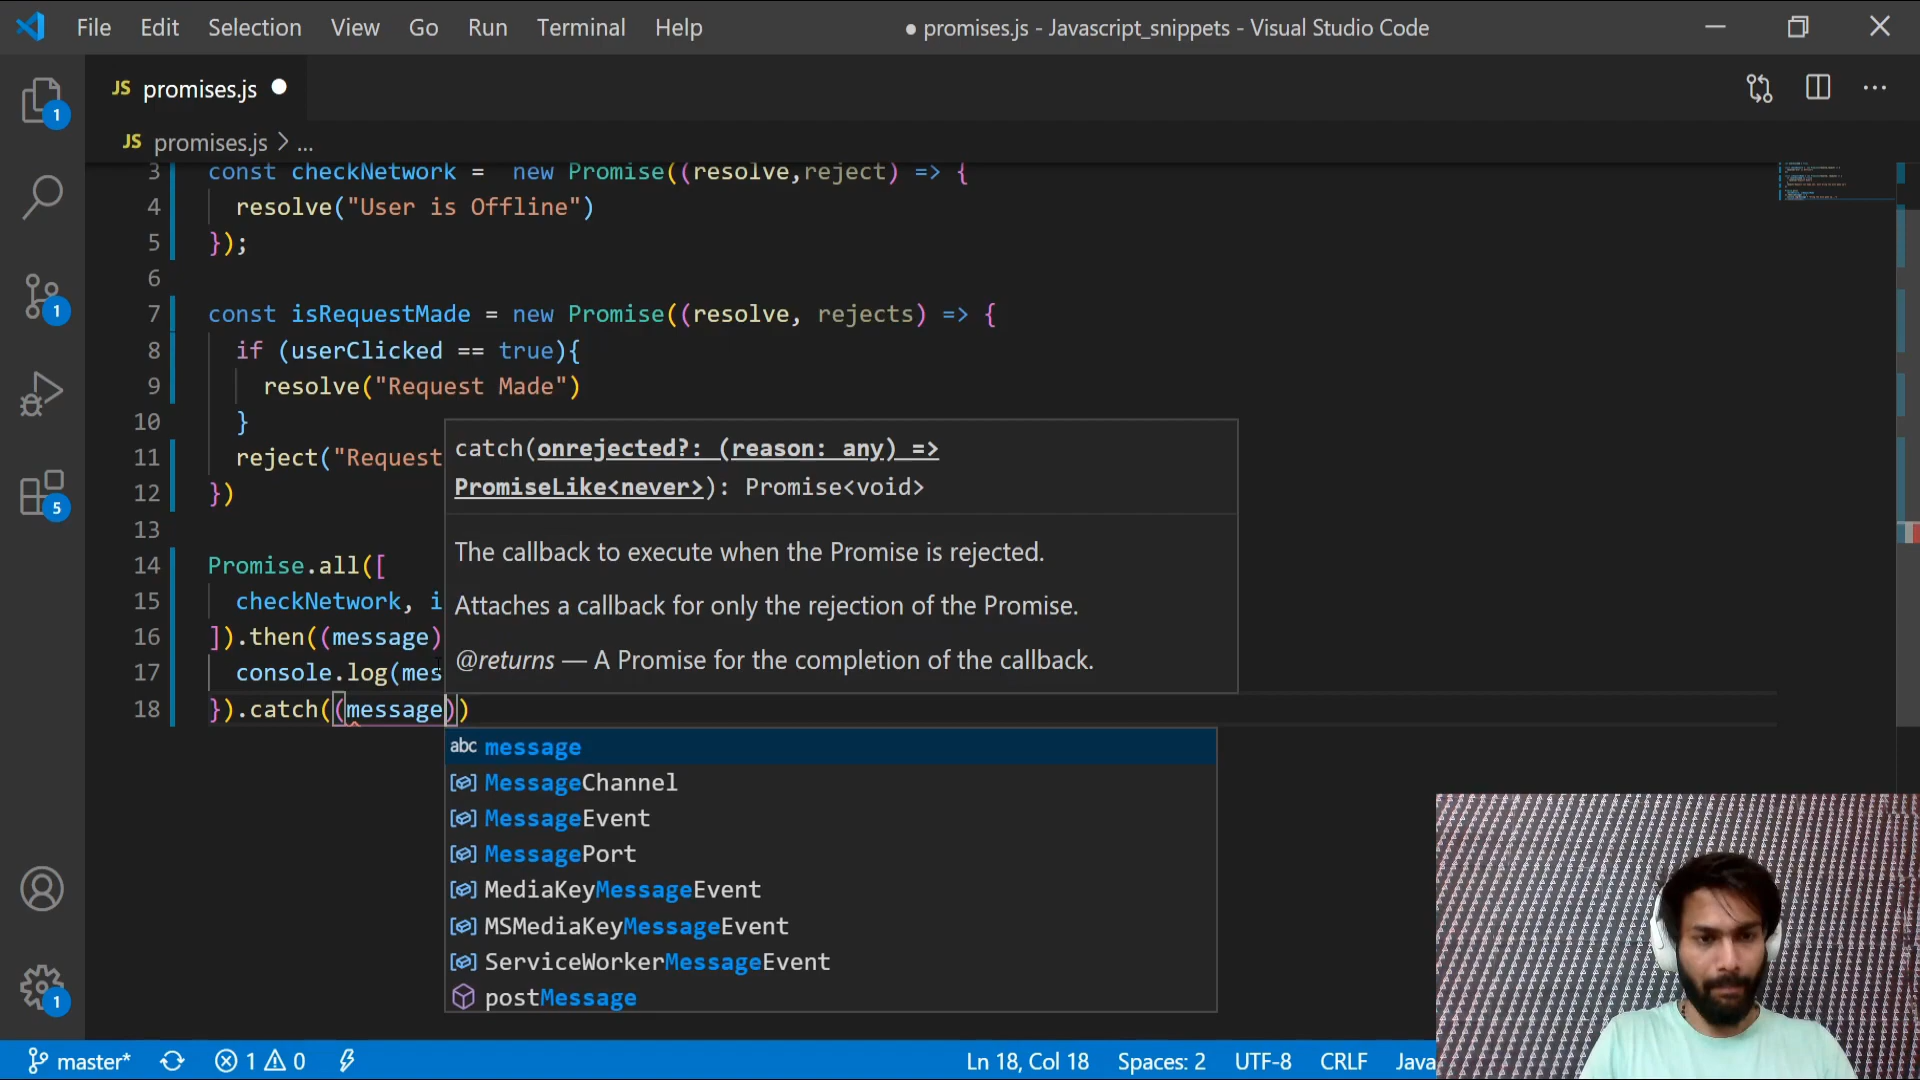 File Edit Selection View Go Run Terminal Help
● promises.js - Javascript_snippets - Visual Studio Code
JS promises.js
JS promises.js > ...
3 const checkNetwork =  new Promise((resolve,reject) => {
4 resolve("User is Offline")
5 });
6
7 const isRequestMade = new Promise((resolve, rejects) => {
8 if (userClicked == true){
9 resolve("Request Made")
10 }
11 reject("Request
12 })
13
14 Promise.all([
15 checkNetwork, i
16 ]).then((message)
17 console.log(mes
18 }).catch((message))
catch(onrejected?: (reason: any) =>
PromiseLike<never>): Promise<void>
The callback to execute when the Promise is rejected.
Attaches a callback for only the rejection of the Promise.
@returns — A Promise for the completion of the callback.
abc message
MessageChannel
MessageEvent
MessagePort
MediaKeyMessageEvent
MSMediaKeyMessageEvent
ServiceWorkerMessageEvent
postMessage
1
1
5
1
master* 1 0 Ln 18, Col 18 Spaces: 2 UTF-8 CRLF Java